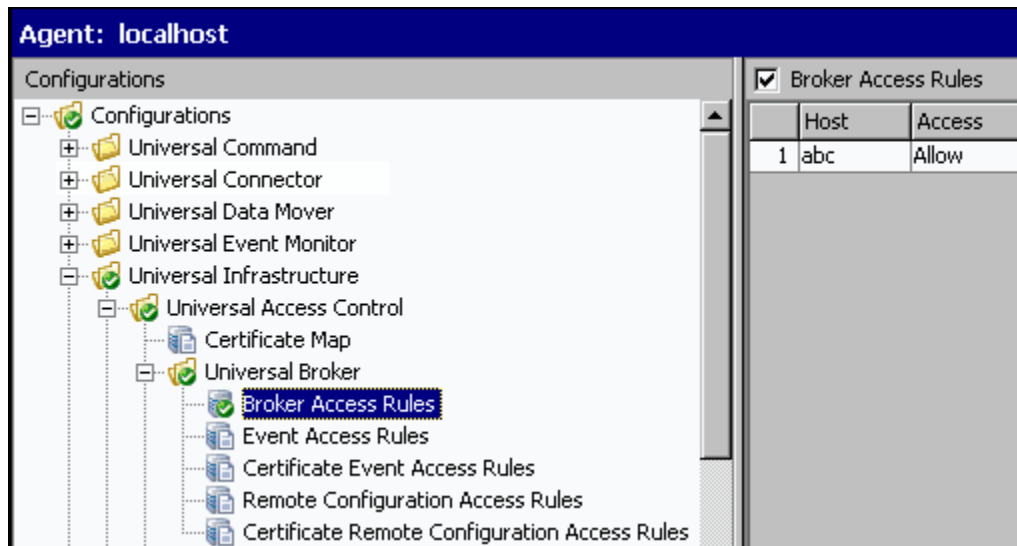 Agent: localhost
Configurations
Configurations
Universal Command
Universal Connector
Universal Data Mover
Universal Event Monitor
Universal Infrastructure
Universal Access Control
Certificate Map
Universal Broker
Broker Access Rules
Event Access Rules
Certificate Event Access Rules
Remote Configuration Access Rules
Certificate Remote Configuration Access Rules
Broker Access Rules
Host Access
1 abc Allow